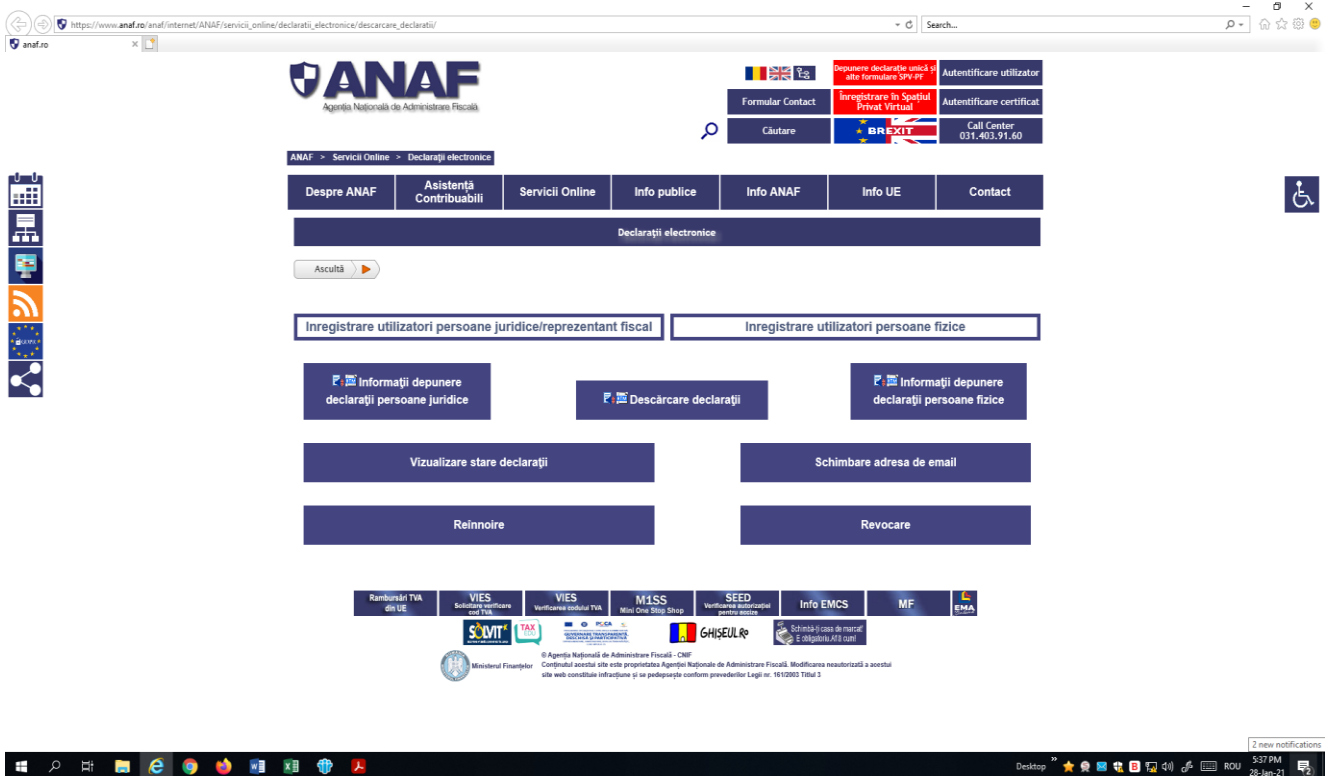 https://www.anaf.ro/anaf/internet/ANAF/servicii_online/declaratii_electronice/descarcare_declaratii/
Search...
anaf.ro
ANAF
Agenția Națională de Administrare Fiscală
Depunere declarație unică și
alte formulare SPV-PF
Autentificare utilizator
Formular Contact
Înregistrare în Spațiul
Privat Virtual
Autentificare certificat
Căutare
BREXIT
Call Center
031.403.91.60
ANAF > Servicii Online > Declarații electronice
Despre ANAF
Asistență
Contribuabili
Servicii Online
Info publice
Info ANAF
Info UE
Contact
Declarații electronice
Ascultă
Inregistrare utilizatori persoane juridice/reprezentant fiscal
Inregistrare utilizatori persoane fizice
Informații depunere
declarații persoane juridice
Descărcare declarații
Informații depunere
declarații persoane fizice
Vizualizare stare declarații
Schimbare adresa de email
Reînnoire
Revocare
Rambursări TVA
din UE
VIES
Solicitare verificare
cod TVA
VIES
Verificarea codului TVA
M1SS
Mini One Stop Shop
SEED
Verificarea autorizației
pentru accize
Info EMCS
MF
EMA
SOLVIT
TAX
EDU
POCA
GHIȘEUL.RO
Schimbă-ți casa de marcat!
E obligatoriu. Afli cum!
Ministerul Finanțelor
© Agenția Națională de Administrare Fiscală - CNIF
Conținutul acestui site este proprietatea Agenției Naționale de Administrare Fiscală. Modificarea neautorizată a acestui
site web constituie infracțiune și se pedepsește conform prevederilor Legii nr. 161/2003 Titlul 3
2 new notifications
Desktop
ROU
5:37 PM
28-Jan-21